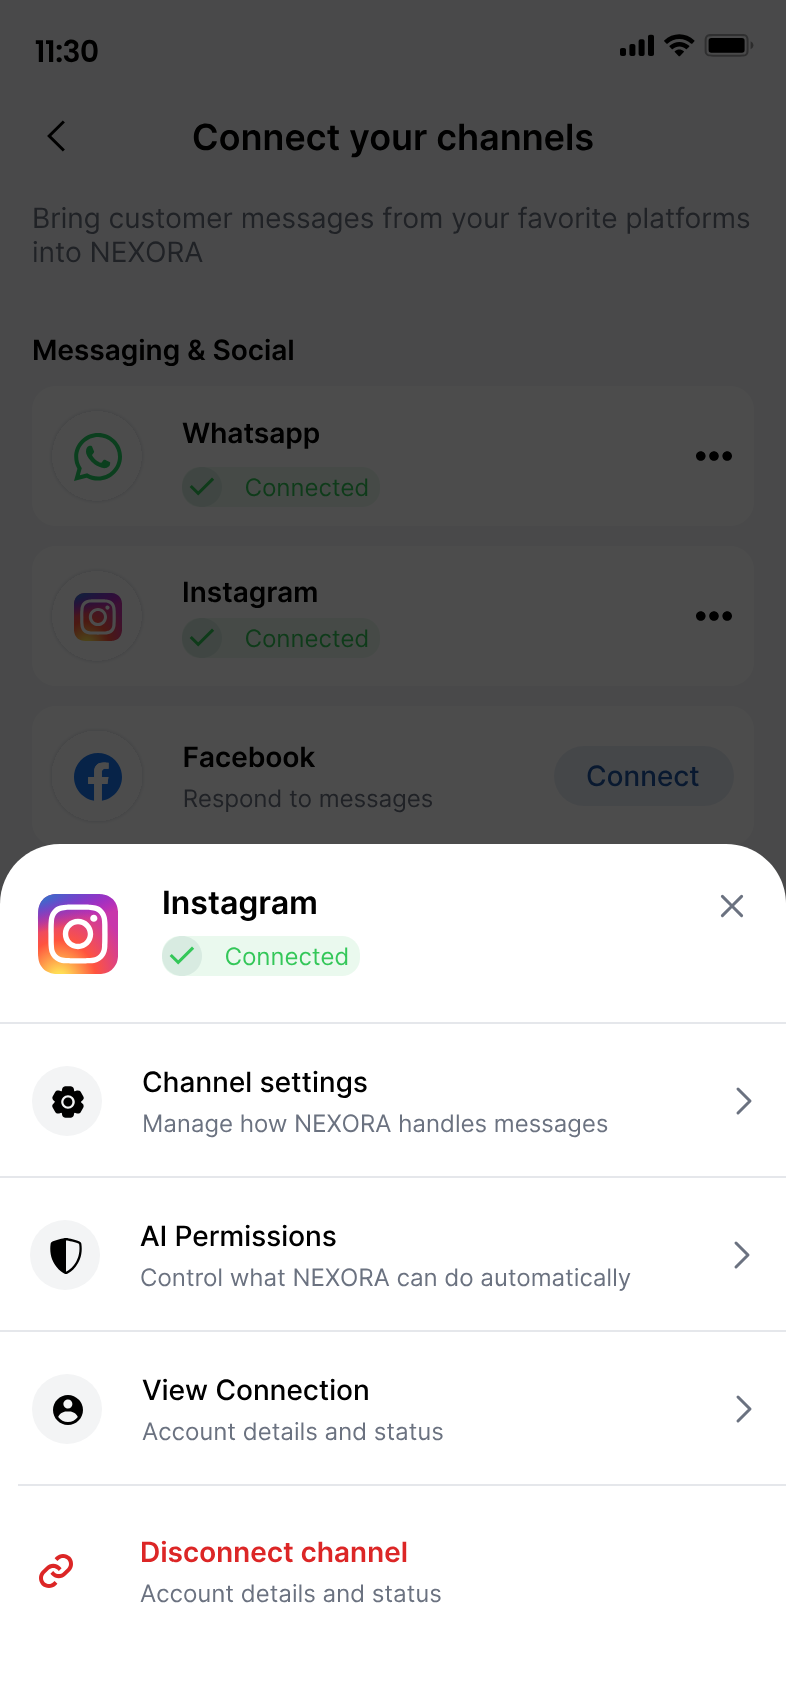 11:30
Connect your channels
Bring customer messages from your favorite platforms
into NEXORA
Messaging & Social
Whatsapp
Connected
Instagram
Connected
Facebook
Respond to messages
Connect
Instagram
Connected
Channel settings
Manage how NEXORA handles messages
AI Permissions
Control what NEXORA can do automatically
View Connection
Account details and status
Disconnect channel
Account details and status